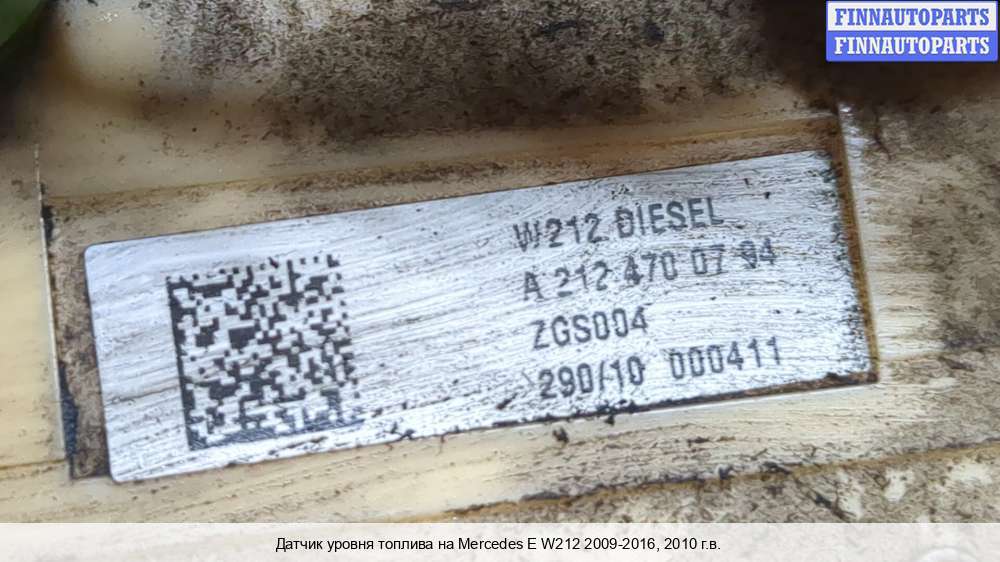 FINNAUTOPARTS
FINNAUTOPARTS
W212 DIESEL
A 212 470 07 94
ZGS004
290/10 000411
Датчик уровня топлива на Mercedes E W212 2009-2016, 2010 г.в.